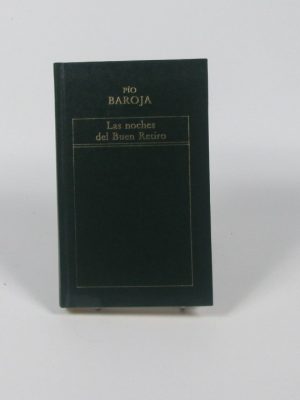 PÍO
BAROJA
Las noches
del Buen Retiro